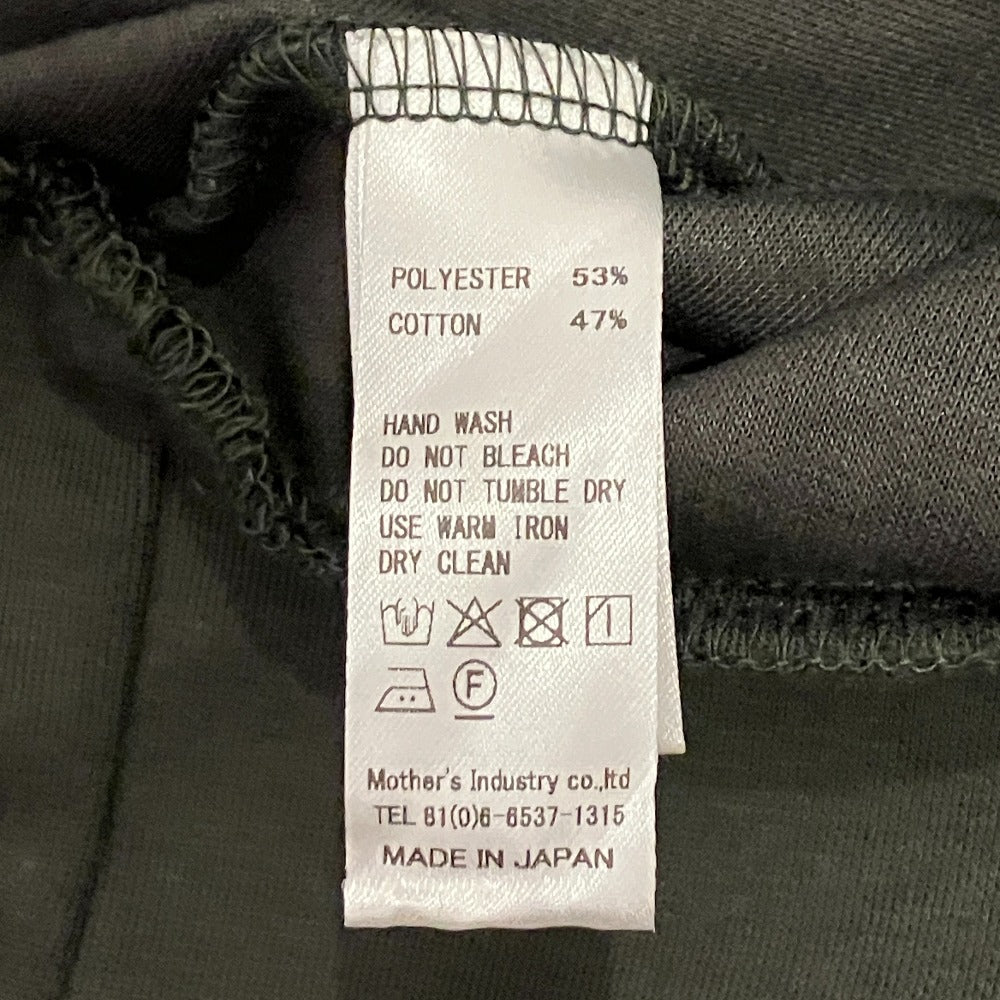 POLYESTER 53%
COTTON 47%
HAND WASH
DO NOT BLEACH
DO NOT TUMBLE DRY
USE WARM IRON
DRY CLEAN
F
Mother's Industry co.,ltd
TEL 81(0)6-6537-1315
MADE IN JAPAN